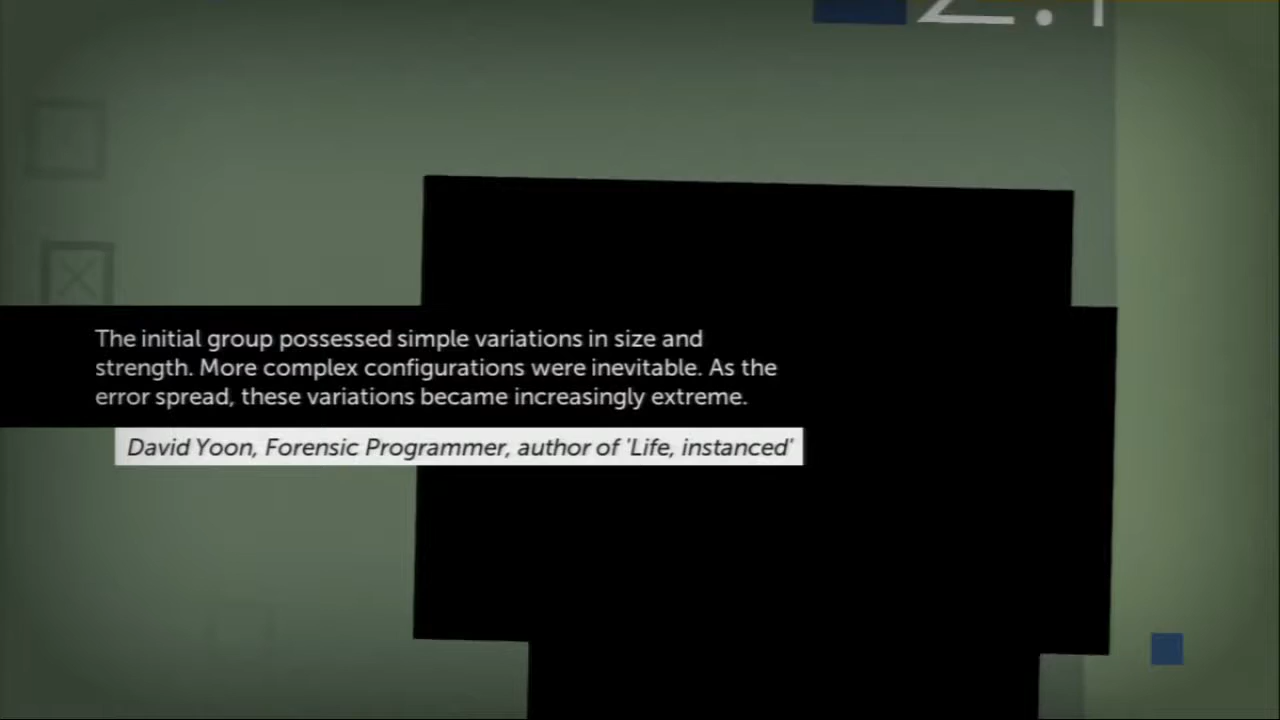 The initial group possessed simple variations in size and
strength. More complex configurations were inevitable. As the
error spread, these variations became increasingly extreme.
David Yoon, Forensic Programmer, author of 'Life, instanced'